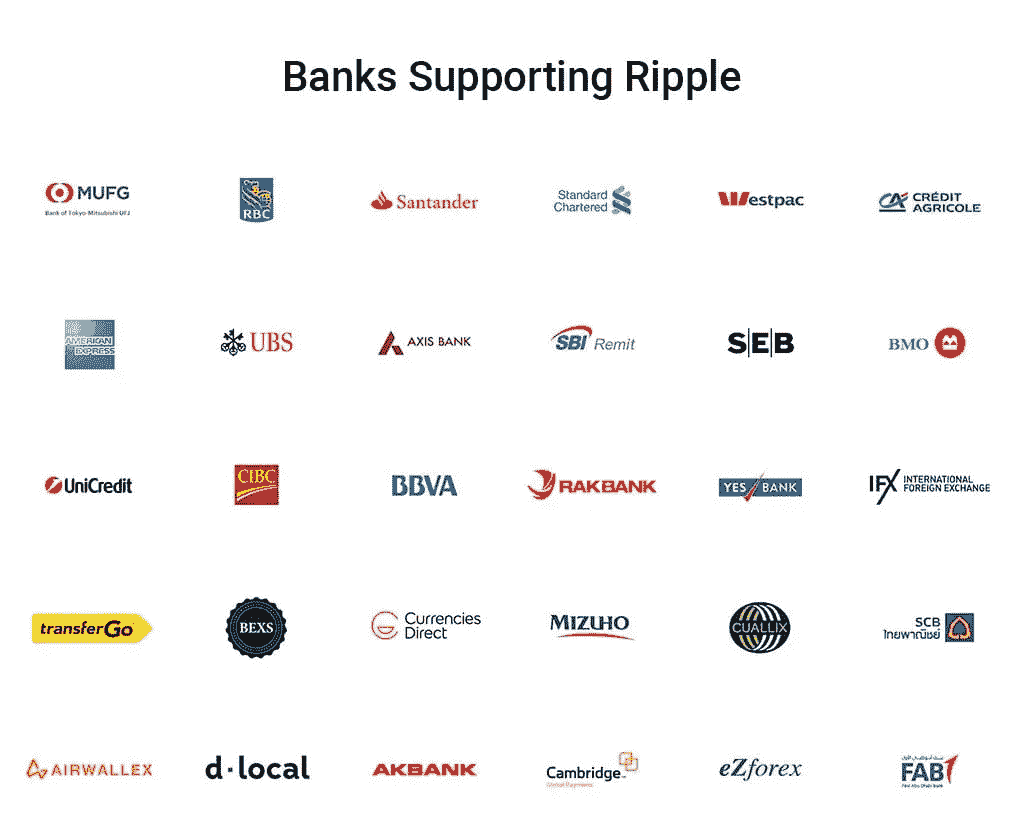 Banks Supporting Ripple
MUFG
Bank of Tokyo-Mitsubishi UFJ
RBC
Santander
Standard
Chartered
Westpac
CRÉDIT
AGRICOLE
AMERICAN
EXPRESS
UBS
AXIS BANK
SBI Remit
S|E|B
BMO
UniCredit
CIBC
BBVA
RAKBANK
YES BANK
IFX INTERNATIONAL
FOREIGN EXCHANGE
transferGo
BEXS
Currencies
Direct
MIZUHO
CUALLIX
SCB
ไทยพาณิชย์
AIRWALLEX
d·local
AKBANK
Cambridge
Global Payments
eZforex
بنك أبوظبي الأول
FAB
First Abu Dhabi Bank